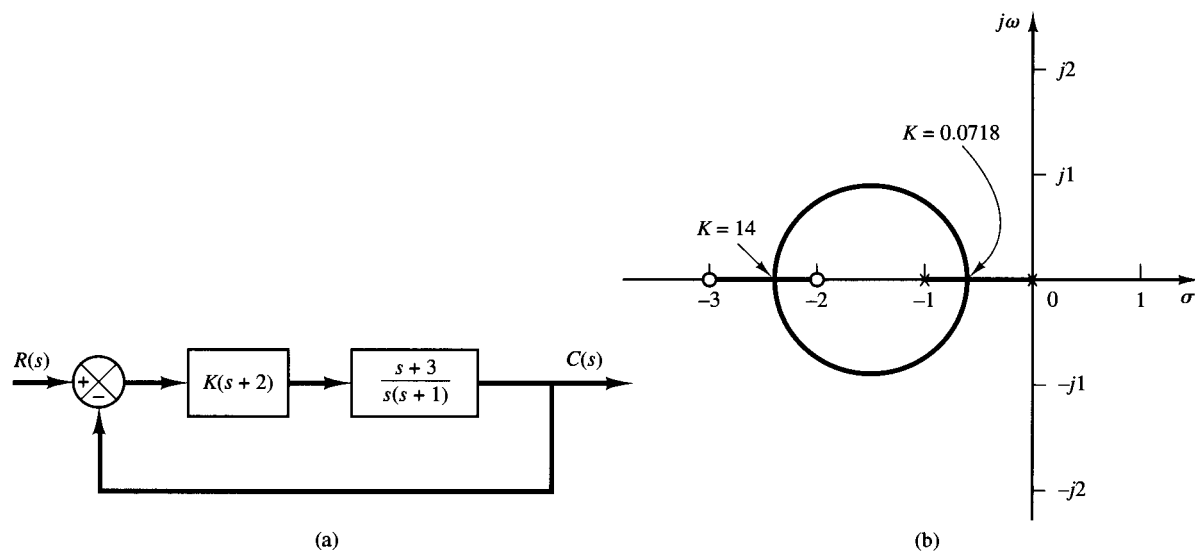 R(s)
+
−
K(s + 2)
s + 3
s(s + 1)
C(s)
(a)
jω
j2
K = 0.0718
j1
K = 14
−3
−2
−1
0
1
σ
−j1
−j2
(b)